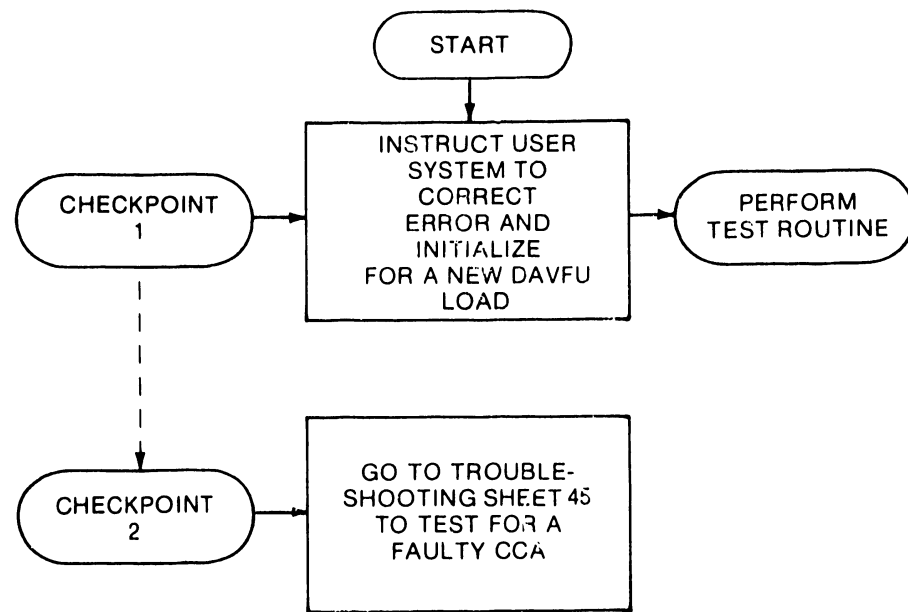 START
INSTRUCT USER
SYSTEM TO
CORRECT
ERROR AND
INITIALIZE
FOR A NEW DAVFU
LOAD
CHECKPOINT
1
PERFORM
TEST ROUTINE
CHECKPOINT
2
GO TO TROUBLE-
SHOOTING SHEET 45
TO TEST FOR A
FAULTY CCA